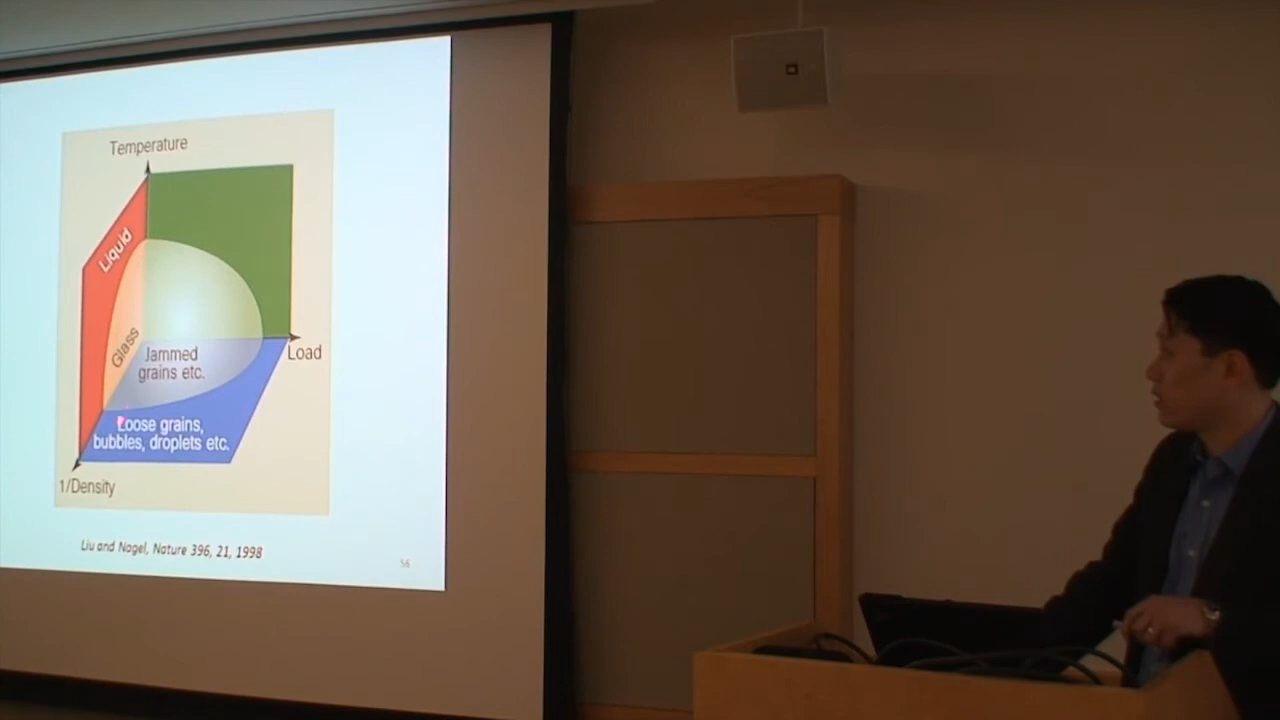 Temperature
Liquid
Glass
Jammed
grains etc.
Load
Loose grains,
bubbles, droplets etc.
1/Density
Liu and Nagel, Nature 396, 21, 1998
56